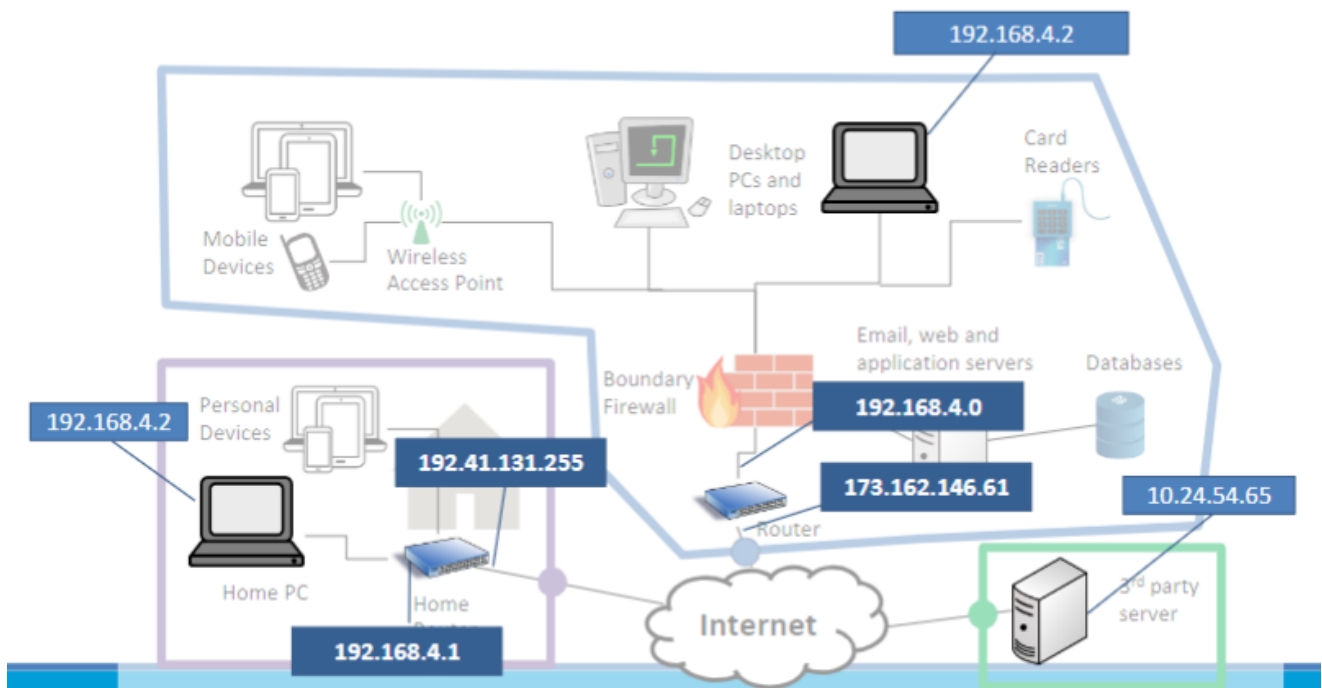 192.168.4.2
Card
Readers
Desktop
PCs and
laptops
Mobile
Devices
Wireless
Access Point
Email, web and
application servers
Databases
Boundary
Firewall
192.168.4.0
173.162.146.61
Router
10.24.54.65
3rd party
server
Personal
Devices
192.168.4.2
192.41.131.255
Home PC
Home
192.168.4.1
Internet